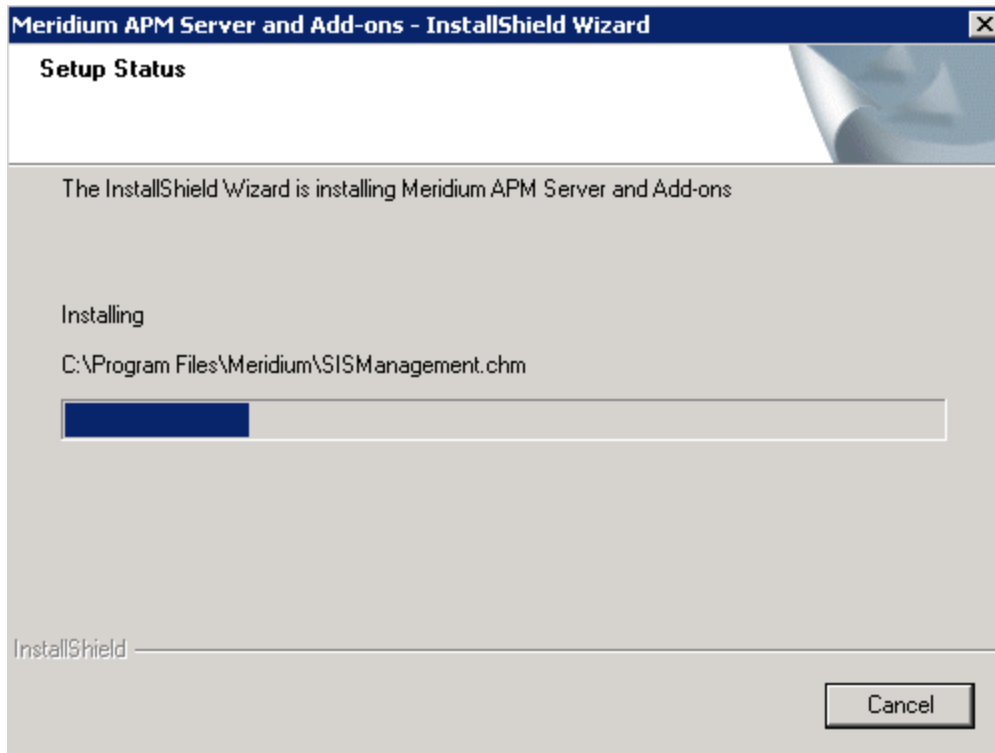 Meridium APM Server and Add-ons - InstallShield Wizard
Setup Status
The InstallShield Wizard is installing Meridium APM Server and Add-ons
Installing
C:\Program Files\Meridium\SISManagement.chm
InstallShield
Cancel